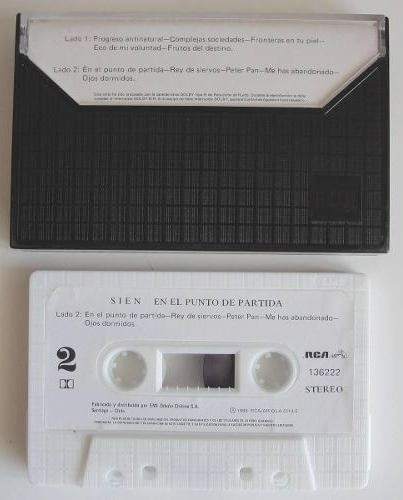 Lado 1: Progreso antinatural—Complejas sociedades—Fronteras en tu piel—
Eco de mi voluntad—Frutos del destino.
Lado 2: En el punto de partida—Rey de siervos—Peter Pan—Me has abandonado—
Ojos dormidos.
SIEN EN EL PUNTO DE PARTIDA
Lado 2: En el punto de partida—Rey de siervos—Peter Pan—Me has abandonado—
Ojos dormidos.
2
RCA
136222
STEREO
Fabricado y distribuido por EMI Odeón Chilena S.A.
Santiago - Chile